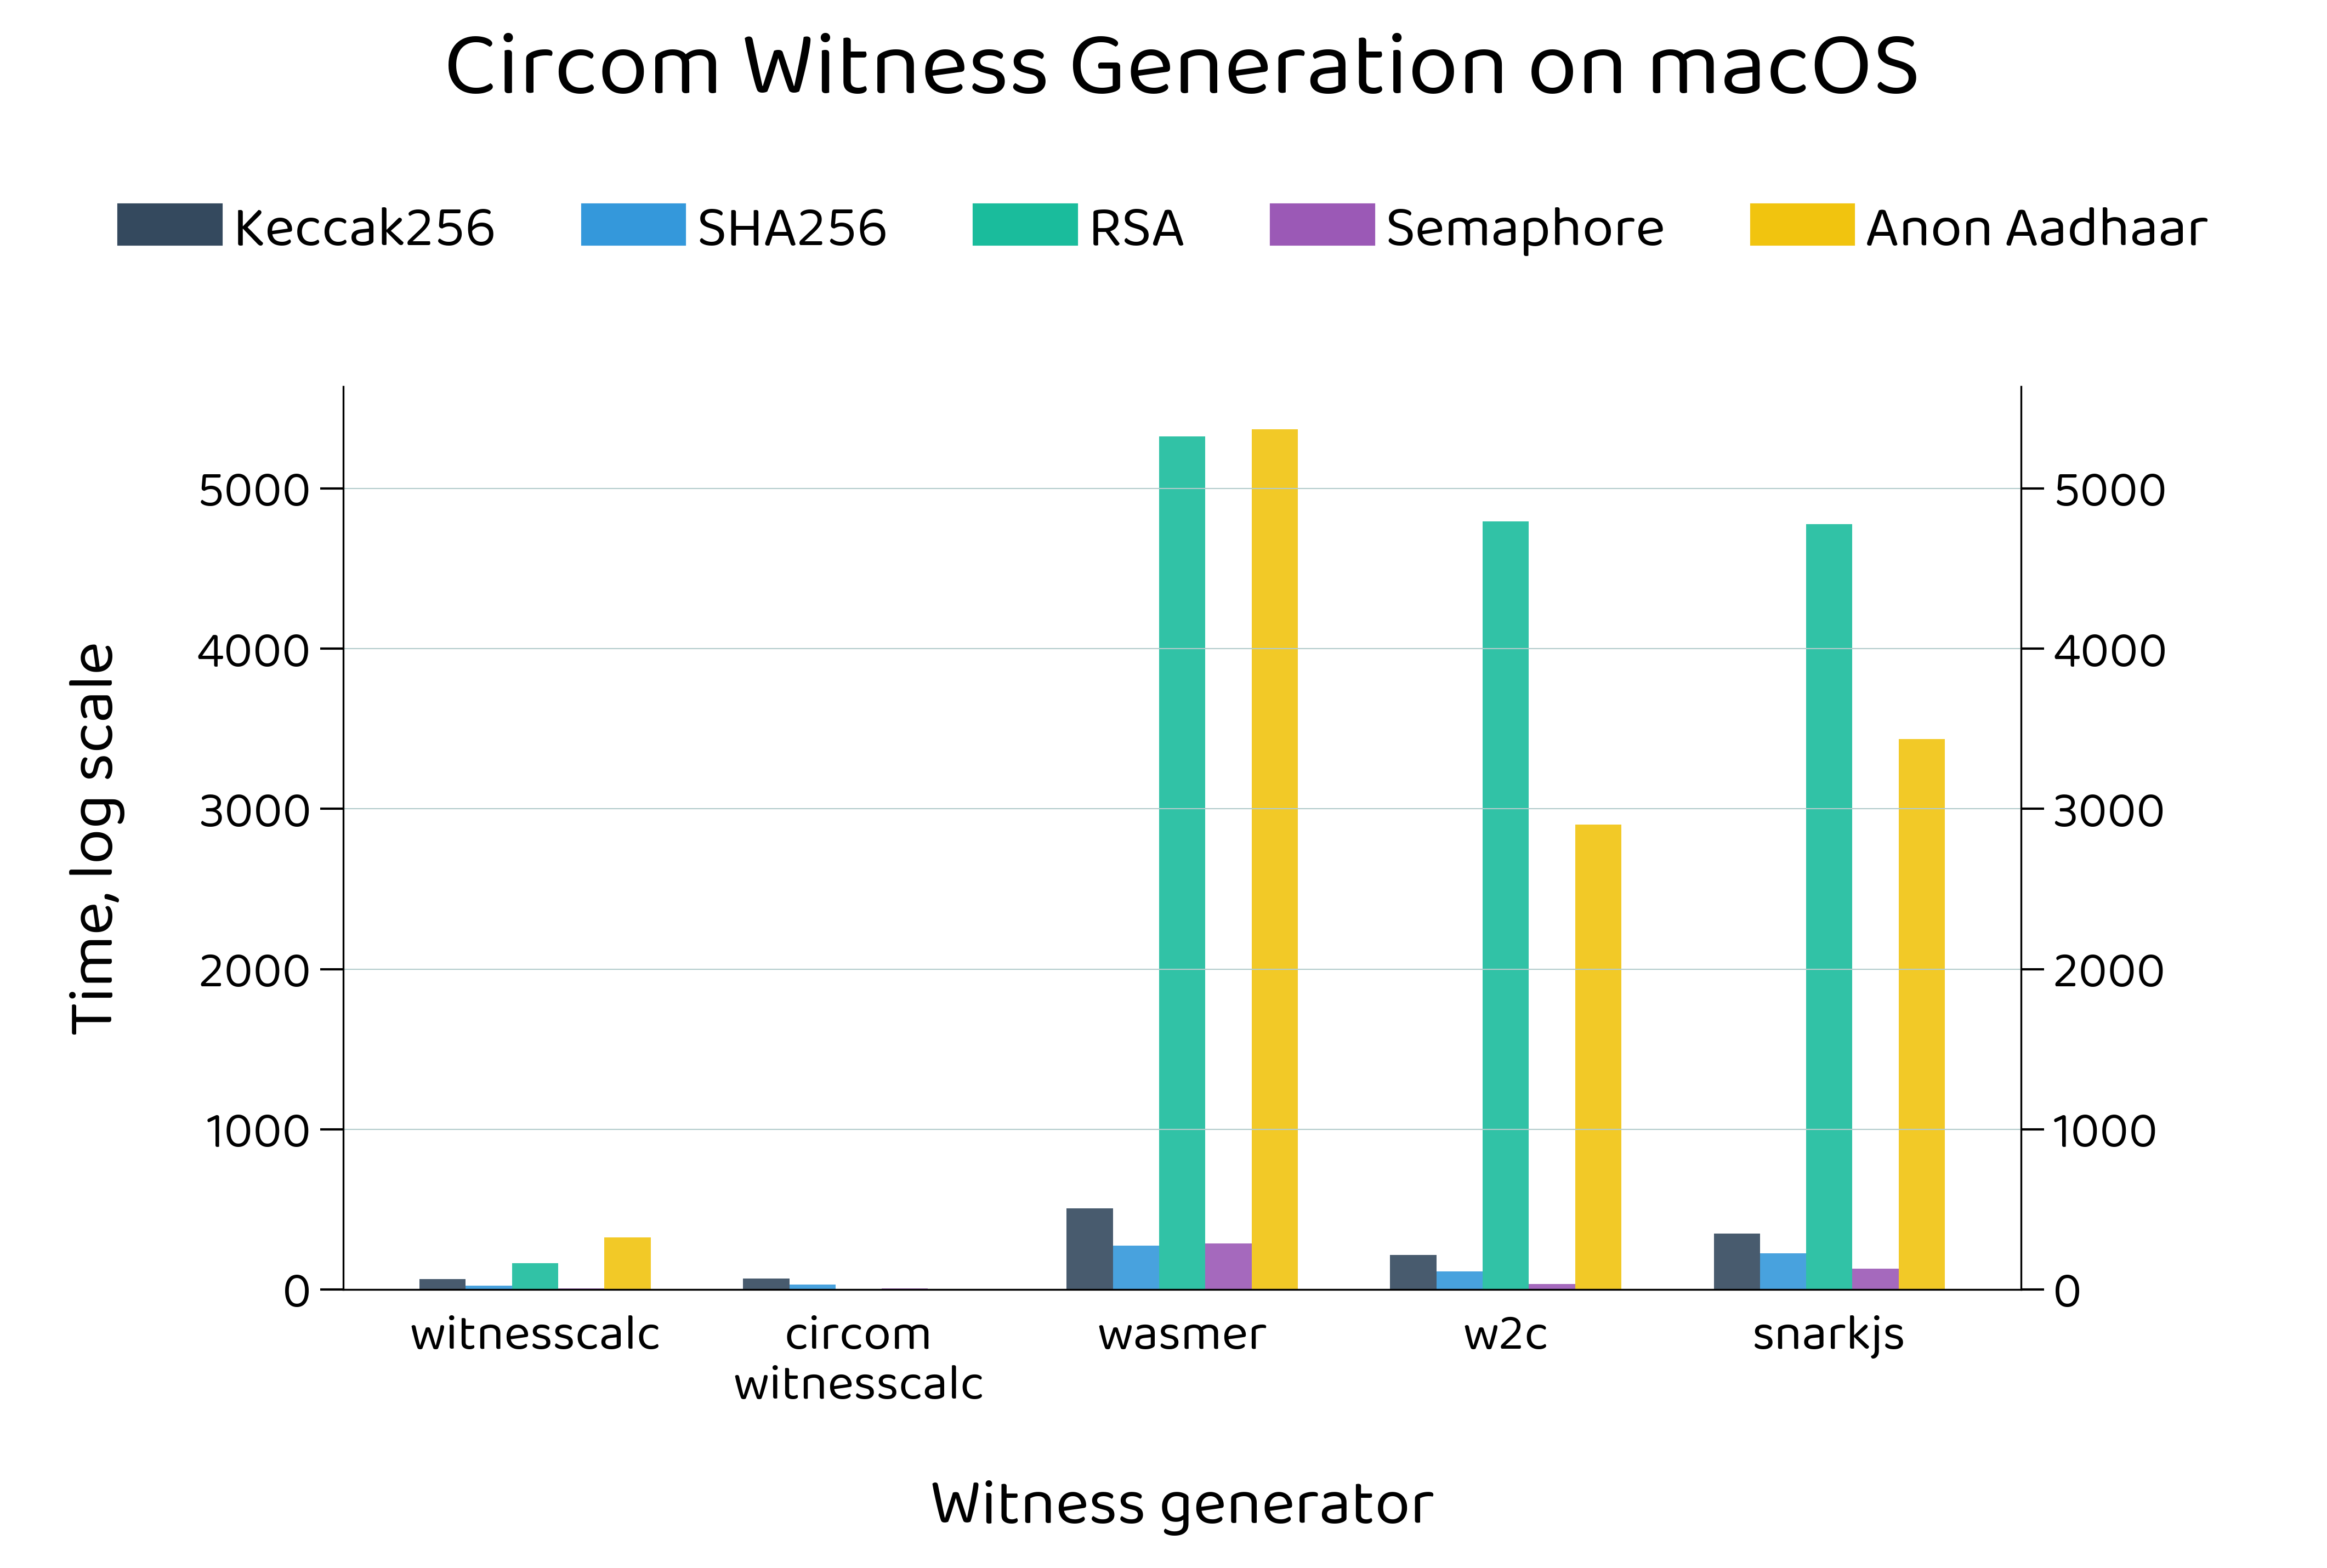 Circom Witness Generation on macOS
Keccak256 SHA256 RSA Semaphore Anon Aadhaar
Time, log scale
5000 5000
4000 4000
3000 3000
2000 2000
1000 1000
0 0
witnesscalc circom wasmer w2c snarkjs
witnesscalc
Witness generator